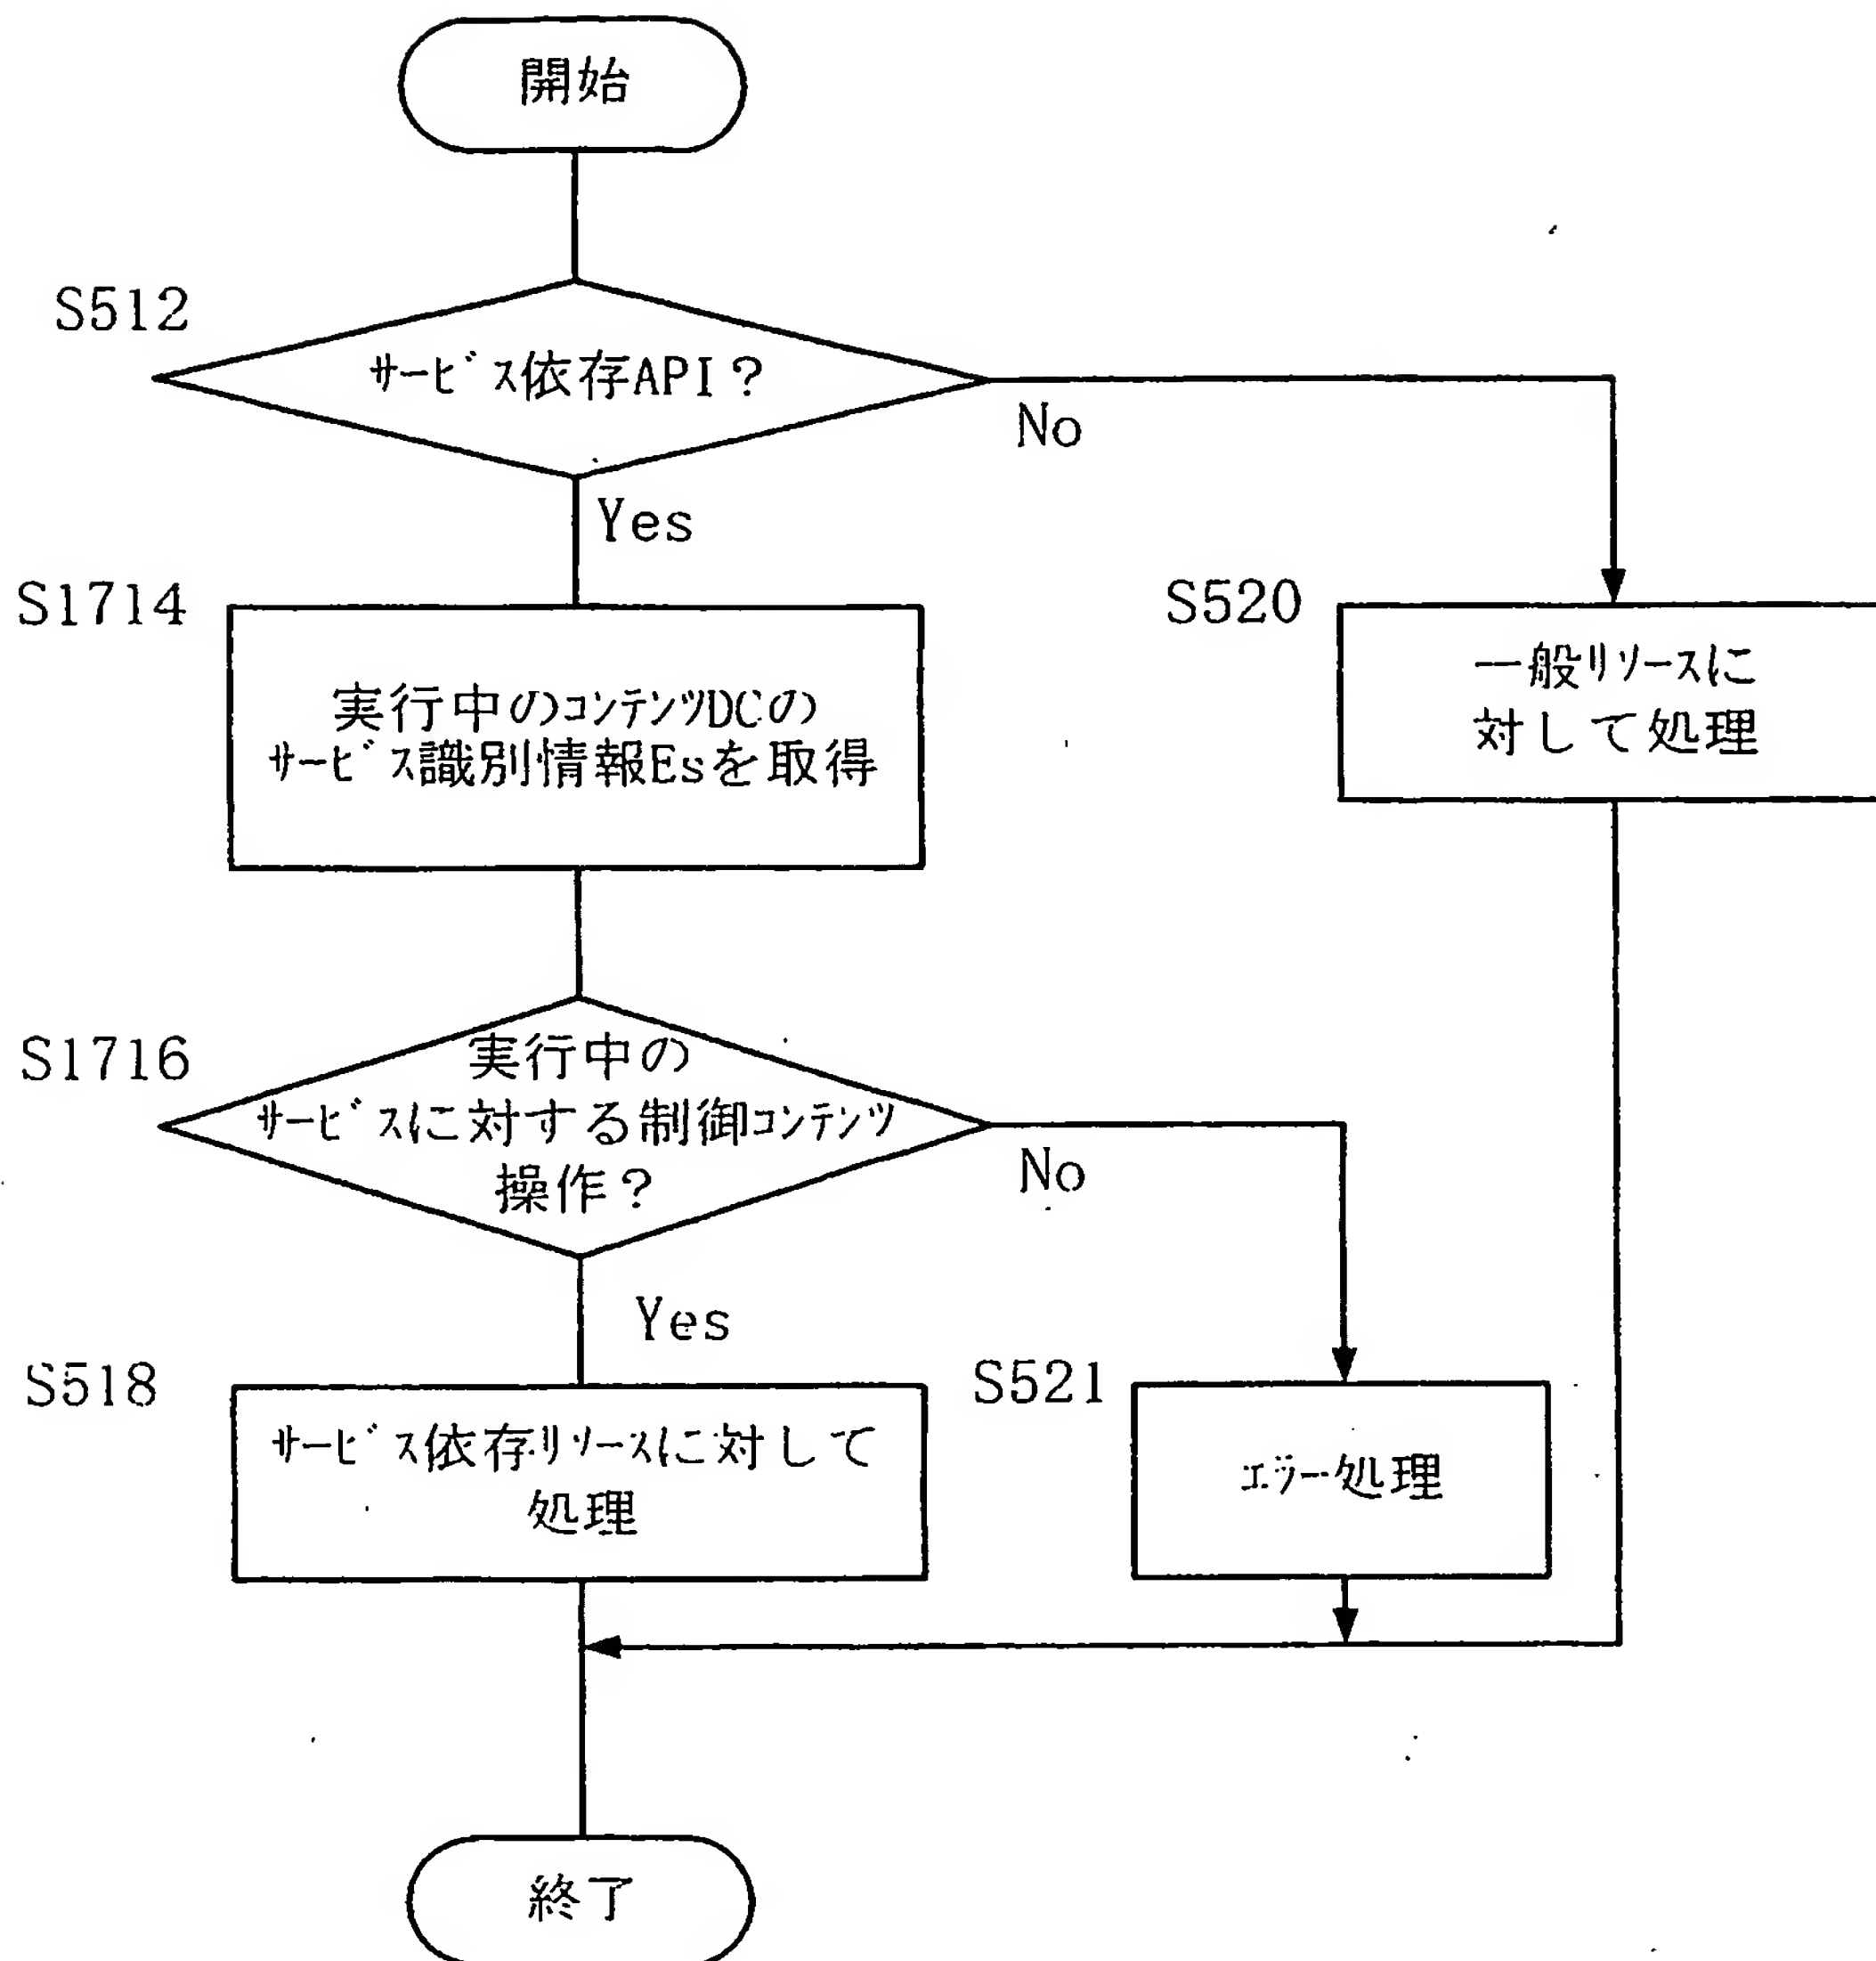 開始
S512
ｻｰﾋﾞｽ依存API？
No
Yes
S1714
実行中のｺﾝﾃﾝﾂDCの
ｻｰﾋﾞｽ識別情報Esを取得
S520
一般ﾘｿｰｽに
対して処理
S1716
実行中の
ｻｰﾋﾞｽに対する制御ｺﾝﾃﾝﾂ
操作？
No
Yes
S518
ｻｰﾋﾞｽ依存ﾘｿｰｽに対して
処理
S521
ｴﾗｰ処理
終了